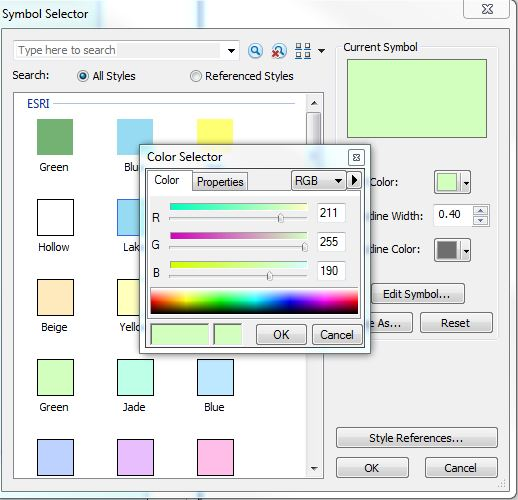 Symbol Selector
Type here to search
Search: All Styles Referenced Styles
Current Symbol
ESRI
Green Blu
Color Selector
Color Properties RGB
Color:
R 211
Hollow Lak
Width: 0.40
G 255
Color:
B 190
Edit Symbol...
Beige Yello
As... Reset
OK Cancel
Green Jade Blue
Style References...
OK Cancel